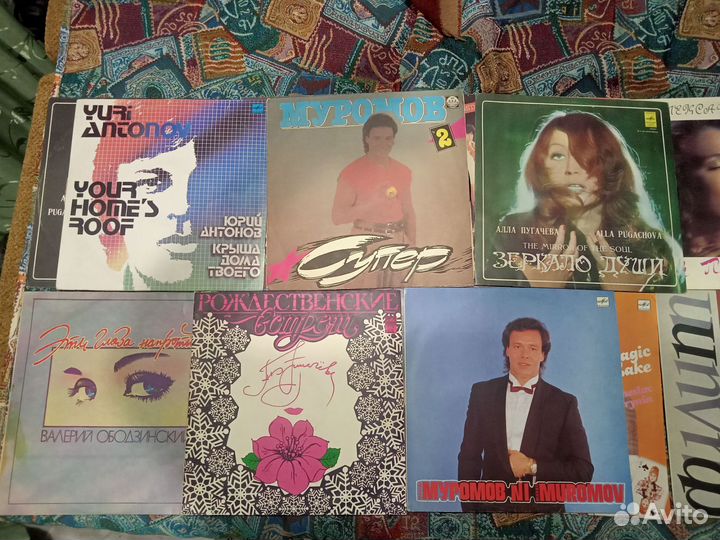 YURI
ANTONOV
YOUR
HOME'S
ROOF
ЮРИЙ
АНТОНОВ
КРЫША
ДОМА
ТВОЕГО
МУРОМОВ
2
Супер
АЛЛА ПУГАЧЕВА
ALLA PUGACHOVA
THE MIRROR OF THE SOUL
ЗЕРКАЛО ДУШИ
Эти глаза напротив
ВАЛЕРИЙ ОБОДЗИНСКИЙ
РОЖДЕСТВЕНСКИЕ
встречи
МУРОМОВ NI MUROMOV
Avito